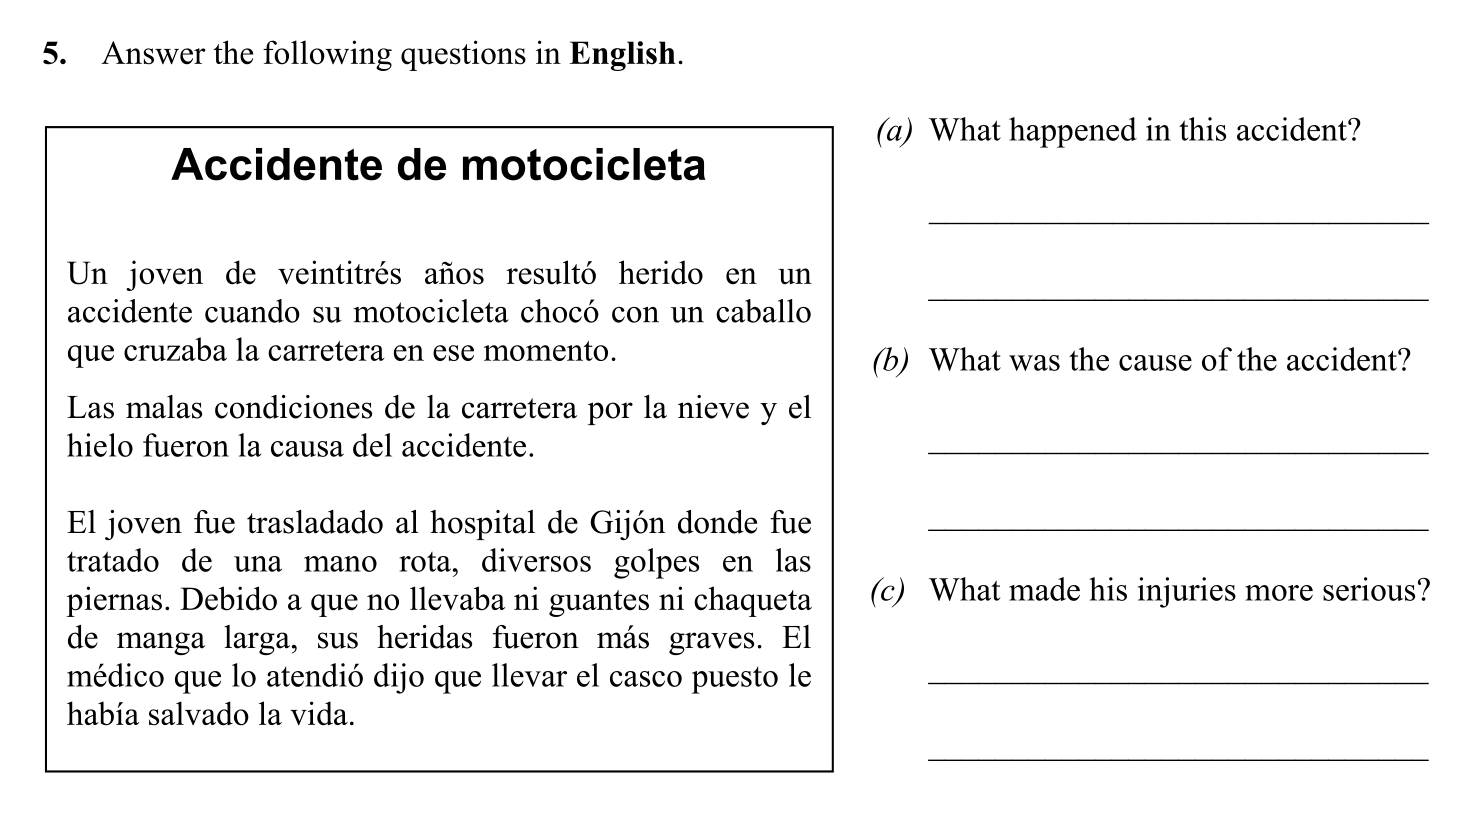 5. Answer the following questions in English.
Accidente de motocicleta
Un joven de veintitrés años resultó herido en un
accidente cuando su motocicleta chocó con un caballo
que cruzaba la carretera en ese momento.
Las malas condiciones de la carretera por la nieve y el
hielo fueron la causa del accidente.
El joven fue trasladado al hospital de Gijón donde fue
tratado de una mano rota, diversos golpes en las
piernas. Debido a que no llevaba ni guantes ni chaqueta
de manga larga, sus heridas fueron más graves. El
médico que lo atendió dijo que llevar el casco puesto le
había salvado la vida.
(a) What happened in this accident?
(b) What was the cause of the accident?
(c) What made his injuries more serious?